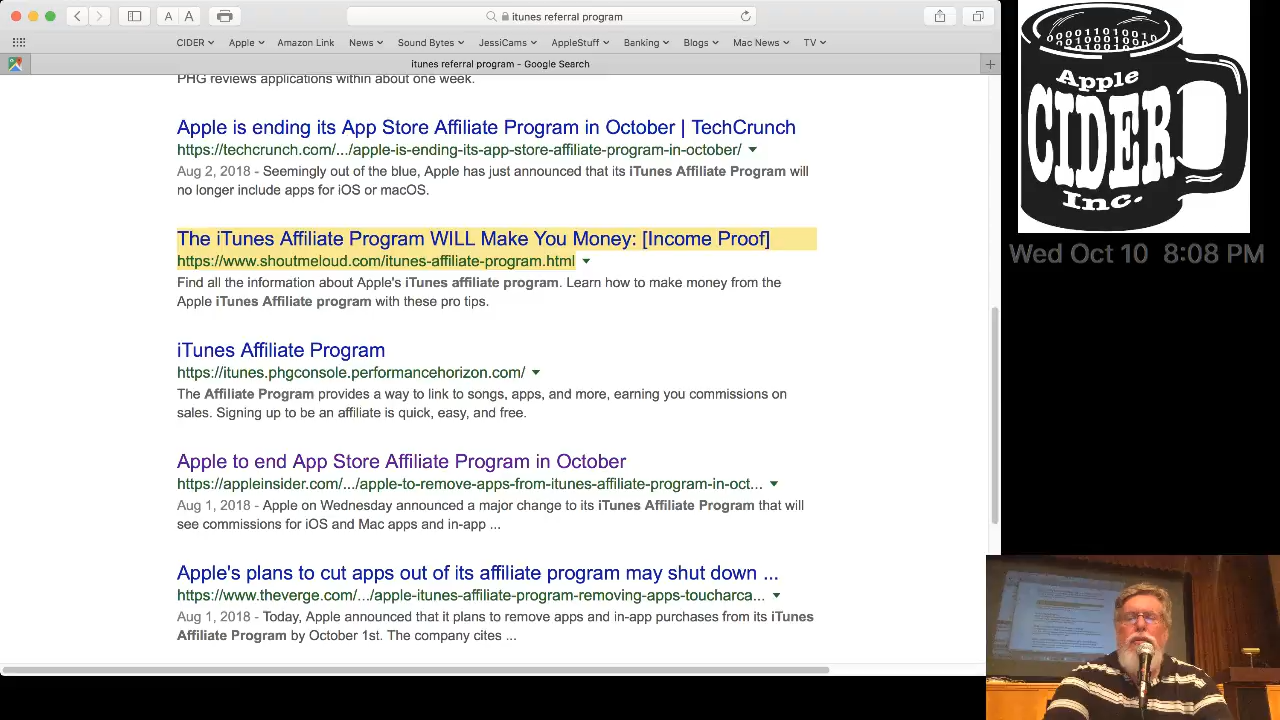 itunes referral program
A A
CIDER Apple Amazon Link News Sound Bytes JessiCams AppleStuff Banking Blogs Mac News TV
itunes referral program - Google Search
PHG reviews applications within about one week.
Apple is ending its App Store Affiliate Program in October | TechCrunch
https://techcrunch.com/.../apple-is-ending-its-app-store-affiliate-program-in-october/
Aug 2, 2018 - Seemingly out of the blue, Apple has just announced that its iTunes Affiliate Program will
no longer include apps for iOS or macOS.
The iTunes Affiliate Program WILL Make You Money: [Income Proof]
https://www.shoutmeloud.com/itunes-affiliate-program.html
Find all the information about Apple's iTunes affiliate program. Learn how to make money from the
Apple iTunes Affiliate program with these pro tips.
iTunes Affiliate Program
https://itunes.phgconsole.performancehorizon.com/
The Affiliate Program provides a way to link to songs, apps, and more, earning you commissions on
sales. Signing up to be an affiliate is quick, easy, and free.
Apple to end App Store Affiliate Program in October
https://appleinsider.com/.../apple-to-remove-apps-from-itunes-affiliate-program-in-oct...
Aug 1, 2018 - Apple on Wednesday announced a major change to its iTunes Affiliate Program that will
see commissions for iOS and Mac apps and in-app ...
Apple's plans to cut apps out of its affiliate program may shut down ...
https://www.theverge.com/.../apple-itunes-affiliate-program-removing-apps-toucharca...
Aug 1, 2018 - Today, Apple announced that it plans to remove apps and in-app purchases from its iTunes
Affiliate Program by October 1st. The company cites ...
000011010010
Apple
CIDER
Inc.
Wed Oct 10 8:08 PM